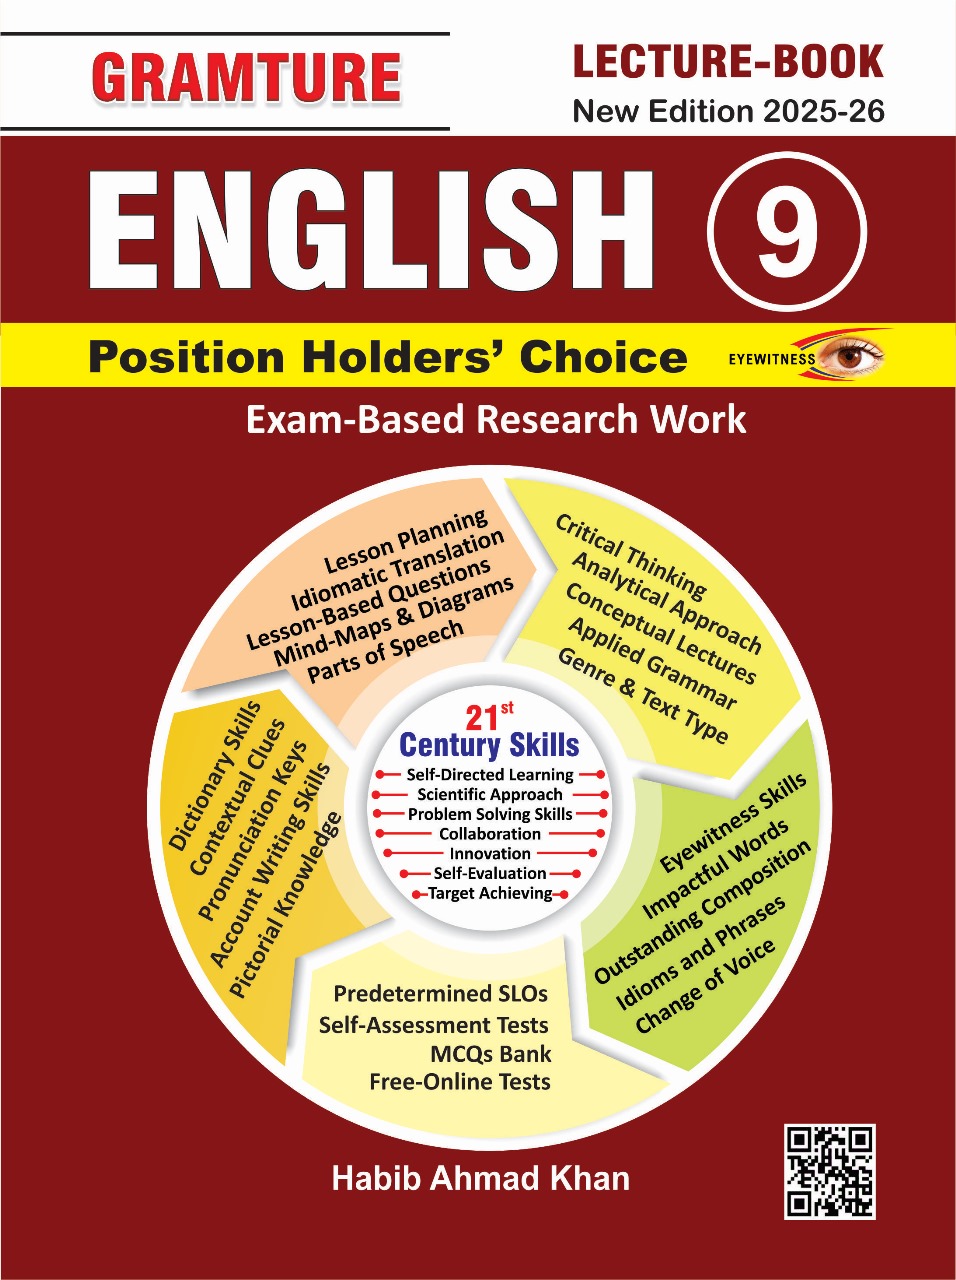 GRAMTURE
LECTURE-BOOK
New Edition 2025-26
ENGLISH 9
Position Holders' Choice
EYEWITNESS
Exam-Based Research Work
Lesson Planning
Idiomatic Translation
Lesson-Based Questions
Mind-Maps & Diagrams
Parts of Speech
Critical Thinking
Analytical Approach
Conceptual Lectures
Applied Grammar
Genre & Text Type
Dictionary Skills
Contextual Clues
Pronunciation Keys
Account Writing Skills
Pictorial Knowledge
21st
Century Skills
Self-Directed Learning
Scientific Approach
Problem Solving Skills
Collaboration
Innovation
Self-Evaluation
Target Achieving
Eyewitness Skills
Impactful Words
Outstanding Composition
Idioms and Phrases
Change of Voice
Predetermined SLOs
Self-Assessment Tests
MCQs Bank
Free-Online Tests
Habib Ahmad Khan